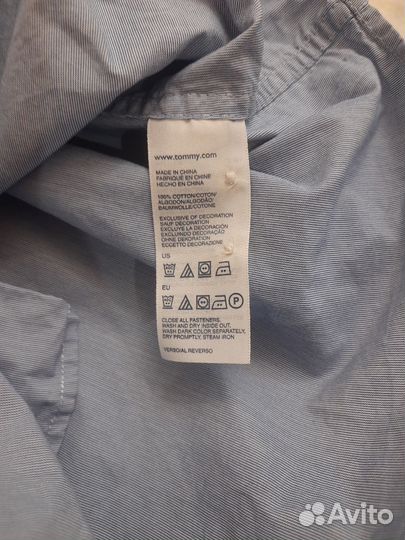 www.tommy.com
MADE IN CHINA
FABRIQUE EN CHINE
HECHO EN CHINA
100% COTTON/COTON/
ALGODÓN/ALGODÃO/
BAUMWOLLE/COTONE
EXCLUSIVE OF DECORATION
SAUF DÉCORATION
EXCLUYE LA DECORACIÓN
EXCLUINDO DECORAÇÃO
OHNE DEKORATION
ECCETTO DECORAZIONE
US
EU
CLOSE ALL FASTENERS,
WASH AND DRY INSIDE OUT,
WASH DARK COLOR SEPARATELY,
DRY PROMPTLY, STEAM IRON
VERSO/AL REVERSO
Avito